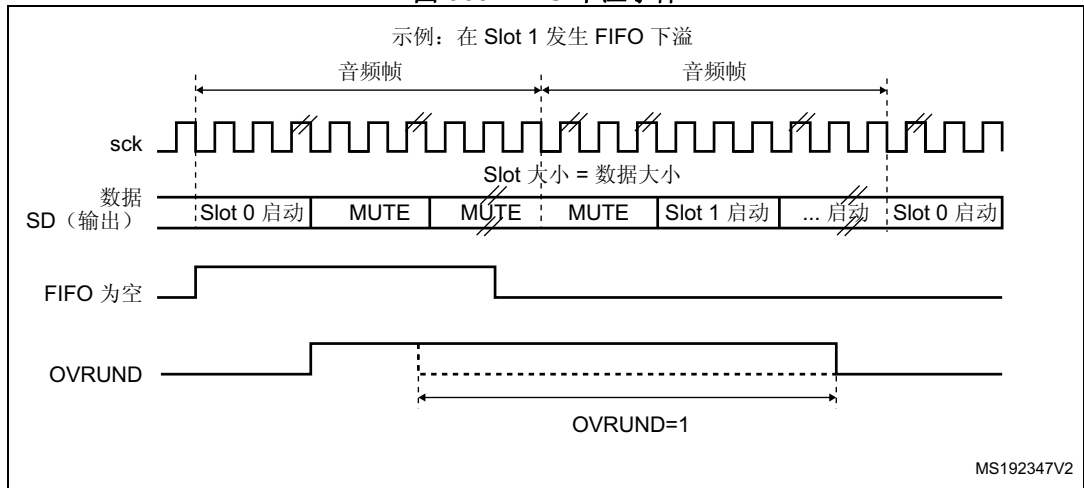 示例：在 Slot 1 发生 FIFO 下溢
音频帧 音频帧
sck
Slot 大小 = 数据大小
数据
SD（输出） Slot 0 启动 MUTE MUTE MUTE Slot 1 启动 ... 启动 Slot 0 启动
FIFO 为空
OVRUND
OVRUND=1
MS192347V2